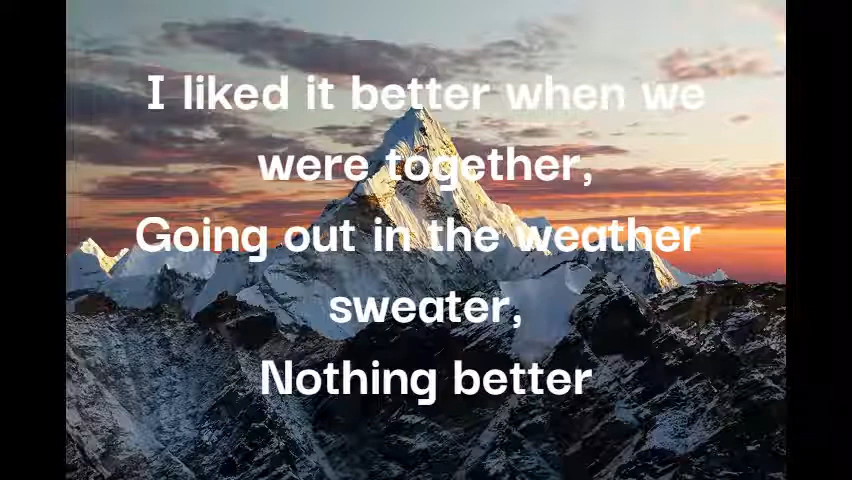 I liked it better when we
were together,
Going out in the weather
sweater,
Nothing better